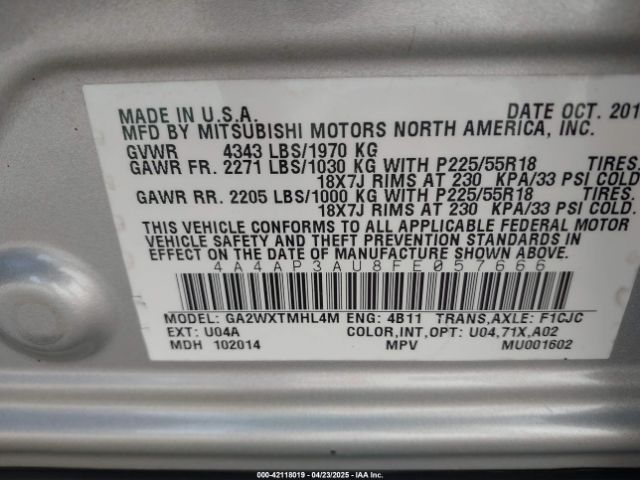 MADE IN U.S.A. DATE OCT. 201
MFD BY MITSUBISHI MOTORS NORTH AMERICA, INC.
GVWR 4343 LBS/1970 KG
GAWR FR. 2271 LBS/1030 KG WITH P225/55R18 TIRES.
18X7J RIMS AT 230 KPA/33 PSI COLD
GAWR RR. 2205 LBS/1000 KG WITH P225/55R18 TIRES.
18X7J RIMS AT 230 KPA/33 PSI COLD.
THIS VEHICLE CONFORMS TO ALL APPLICABLE FEDERAL MOTOR
VEHICLE SAFETY AND THEFT PREVENTION STANDARDS IN
EFFECT ON THE DATE OF MANUFACTURE SHOWN ABOVE.
4A4AP3AU8FE057666
MODEL: GA2WXTMHL4M ENG: 4B11 TRANS,AXLE: F1CJC
EXT: U04A COLOR,INT,OPT: U04,71X,A02
MDH 102014 MPV MU001602
000-42118019 - 04/23/2025 - IAAI.COM